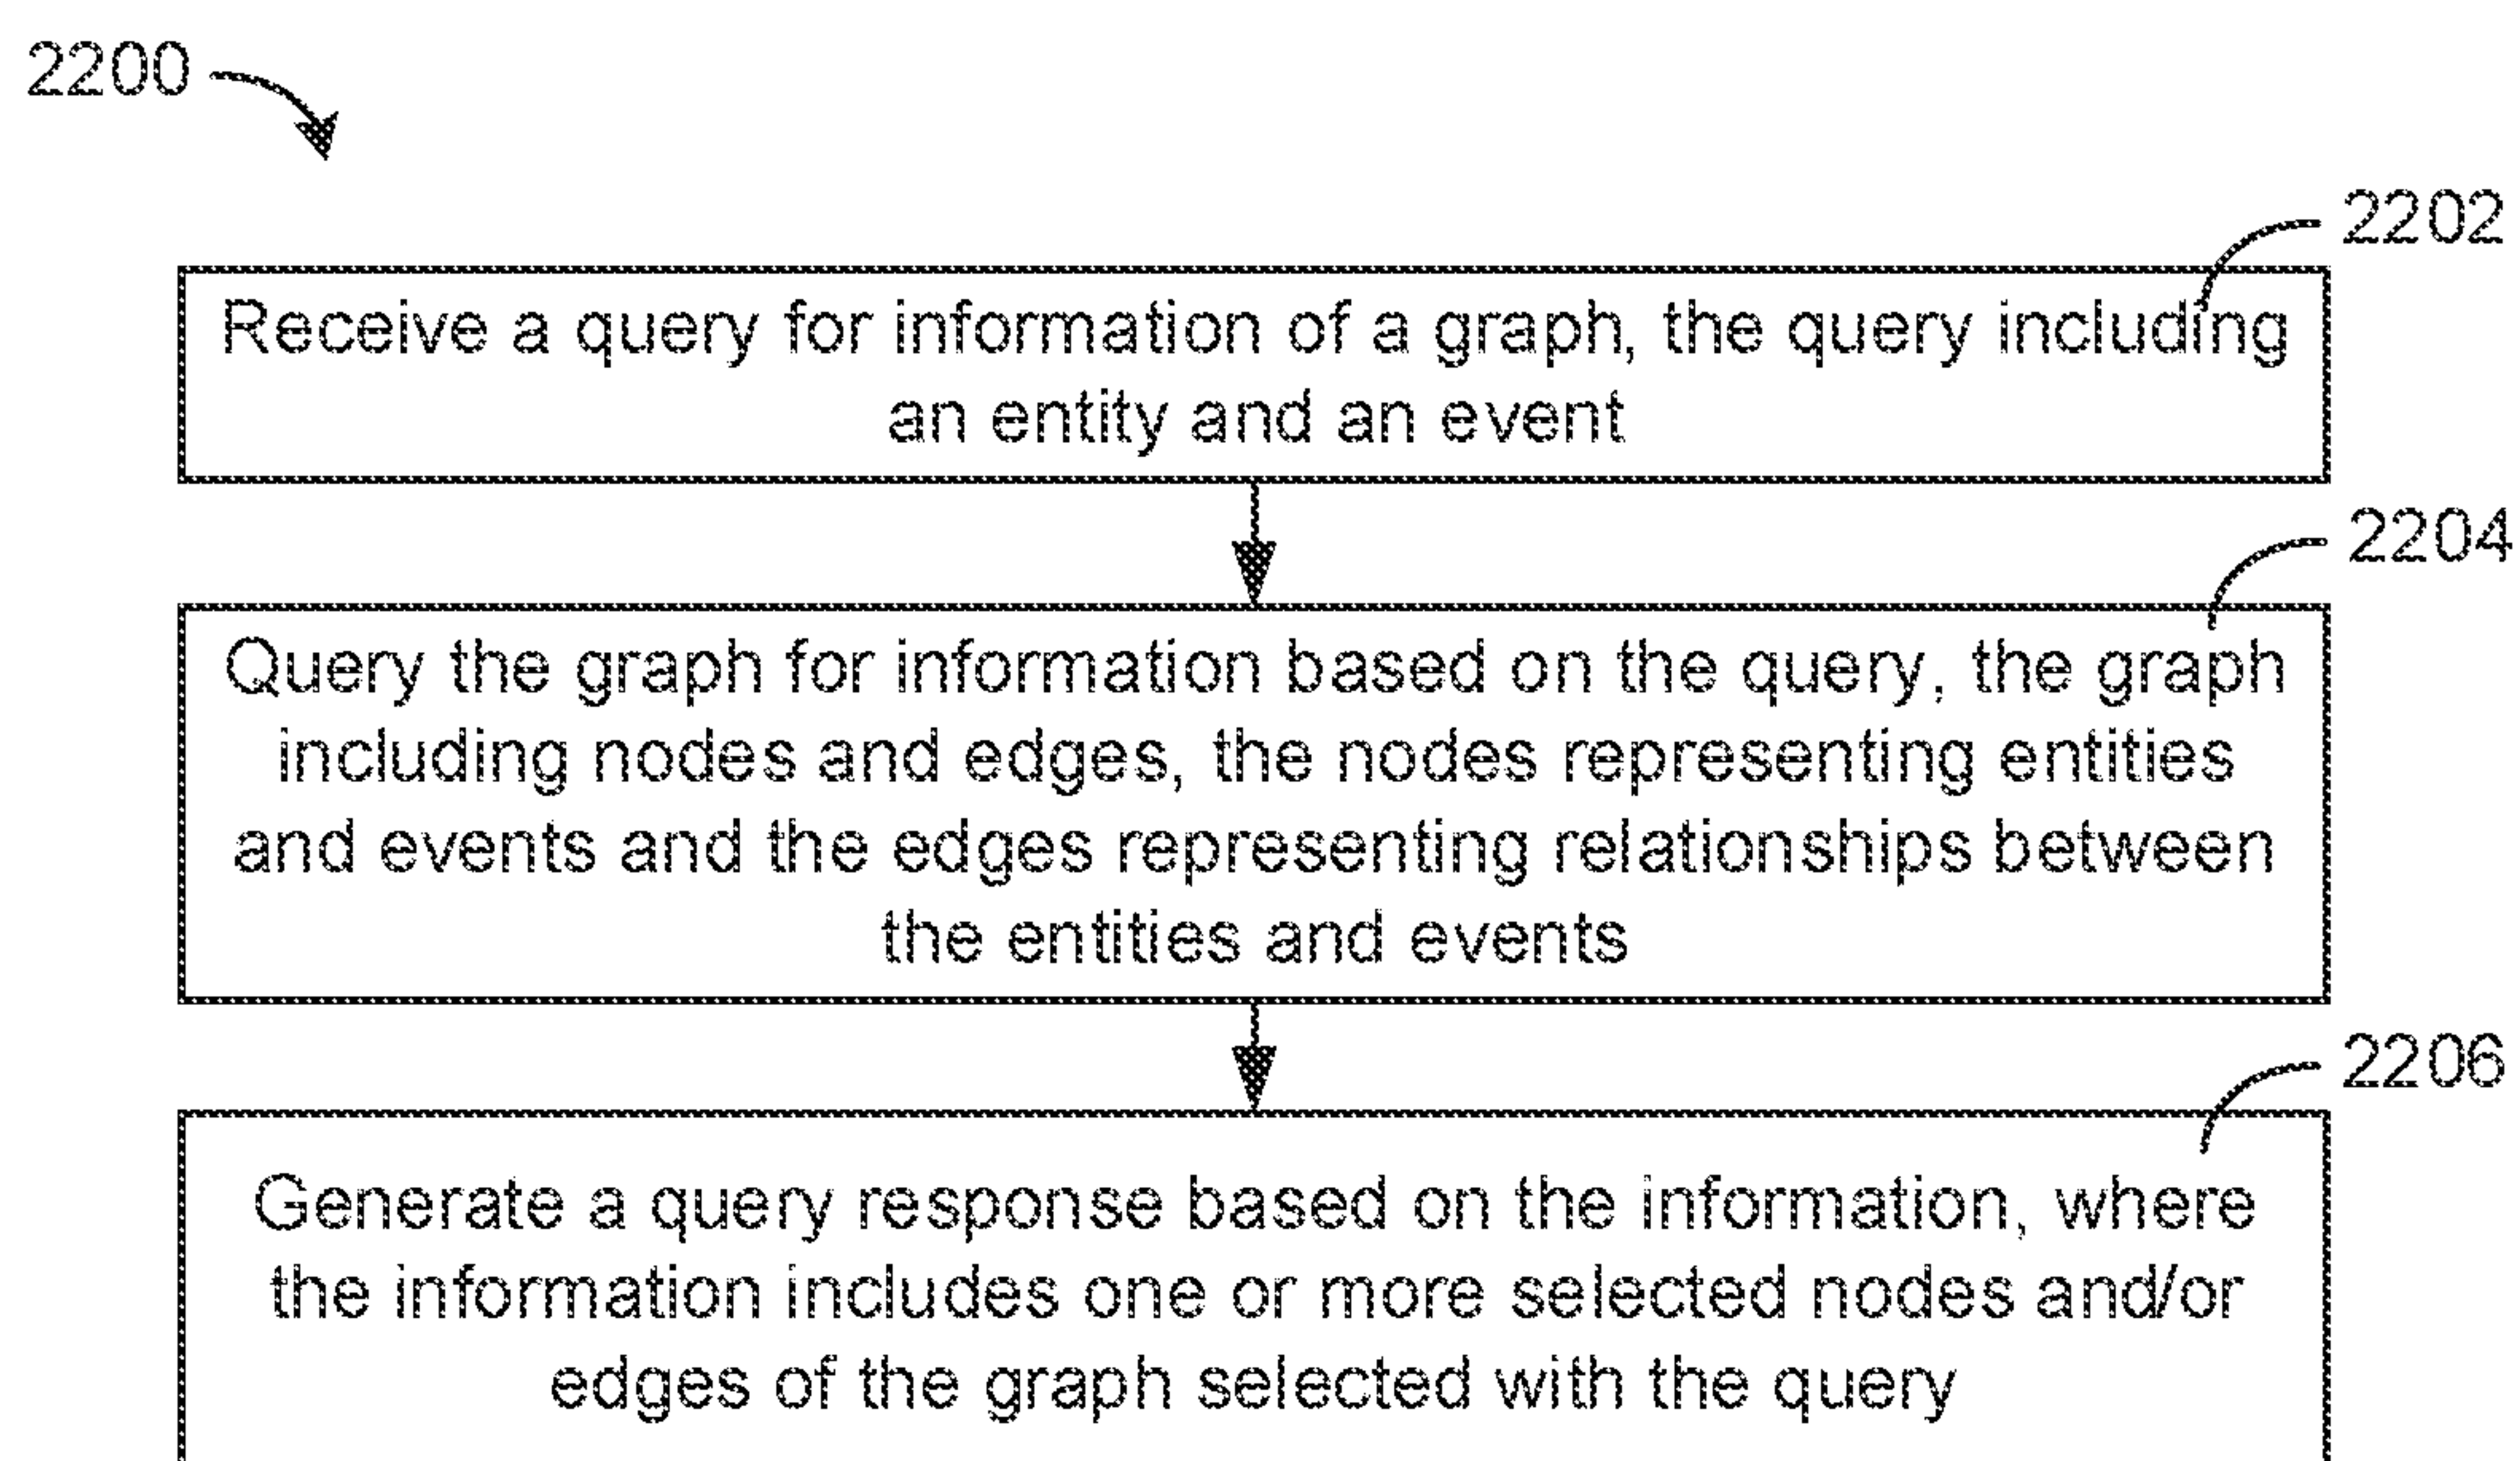 2200
2202
Receive a query for information of a graph, the query including
an entity and an event
2204
Query the graph for information based on the query, the graph
including nodes and edges, the nodes representing entities
and events and the edges representing relationships between
the entities and events
2206
Generate a query response based on the information, where
the information includes one or more selected nodes and/or
edges of the graph selected with the query